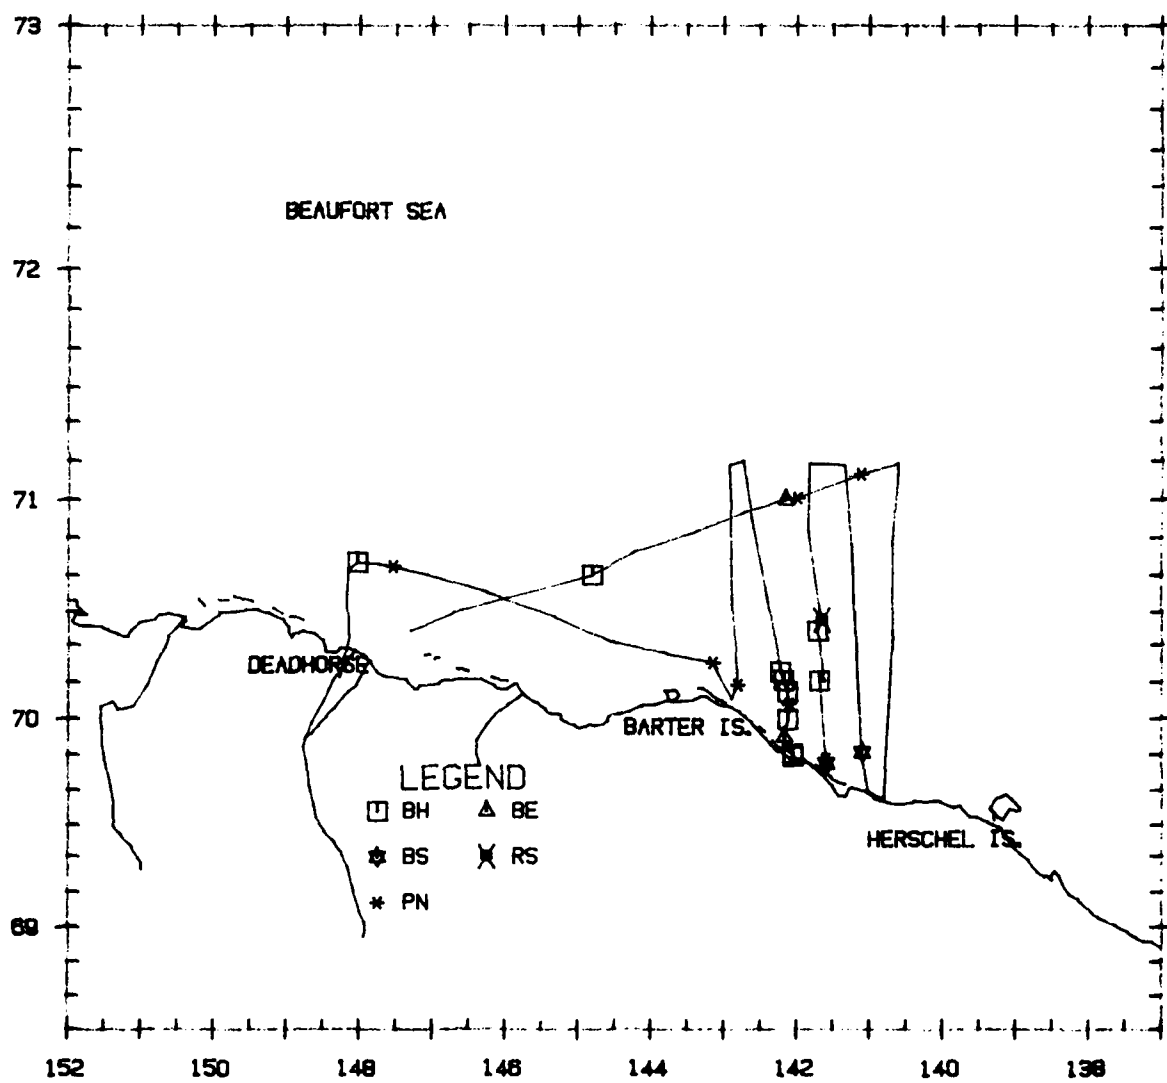 73
BEAUFORT SEA
72
71
DEADHORSE
70
BARTER IS.
LEGEND
BH BE
HERSCHEL IS.
BS RS
PN
69
152 150 148 146 144 142 140 138